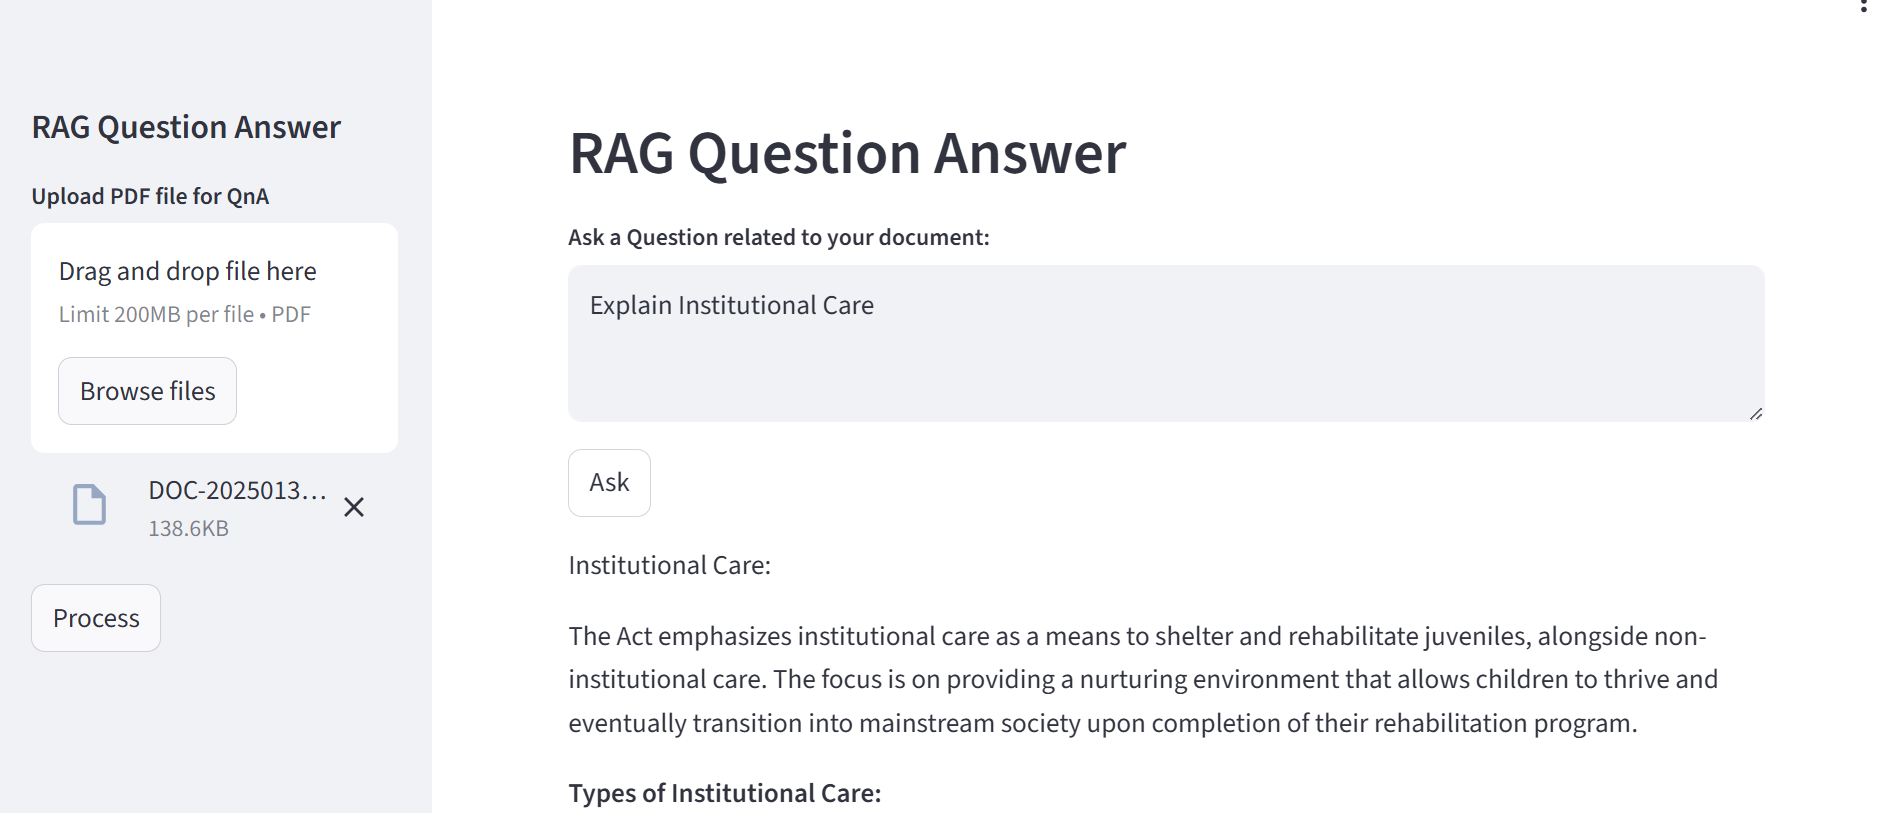 RAG Question Answer
Upload PDF file for QnA
Drag and drop file here
Limit 200MB per file • PDF
Browse files
DOC-2025013...
138.6KB
Process
RAG Question Answer
Ask a Question related to your document:
Explain Institutional Care
Ask
Institutional Care:
The Act emphasizes institutional care as a means to shelter and rehabilitate juveniles, alongside non-
institutional care. The focus is on providing a nurturing environment that allows children to thrive and
eventually transition into mainstream society upon completion of their rehabilitation program.
Types of Institutional Care: